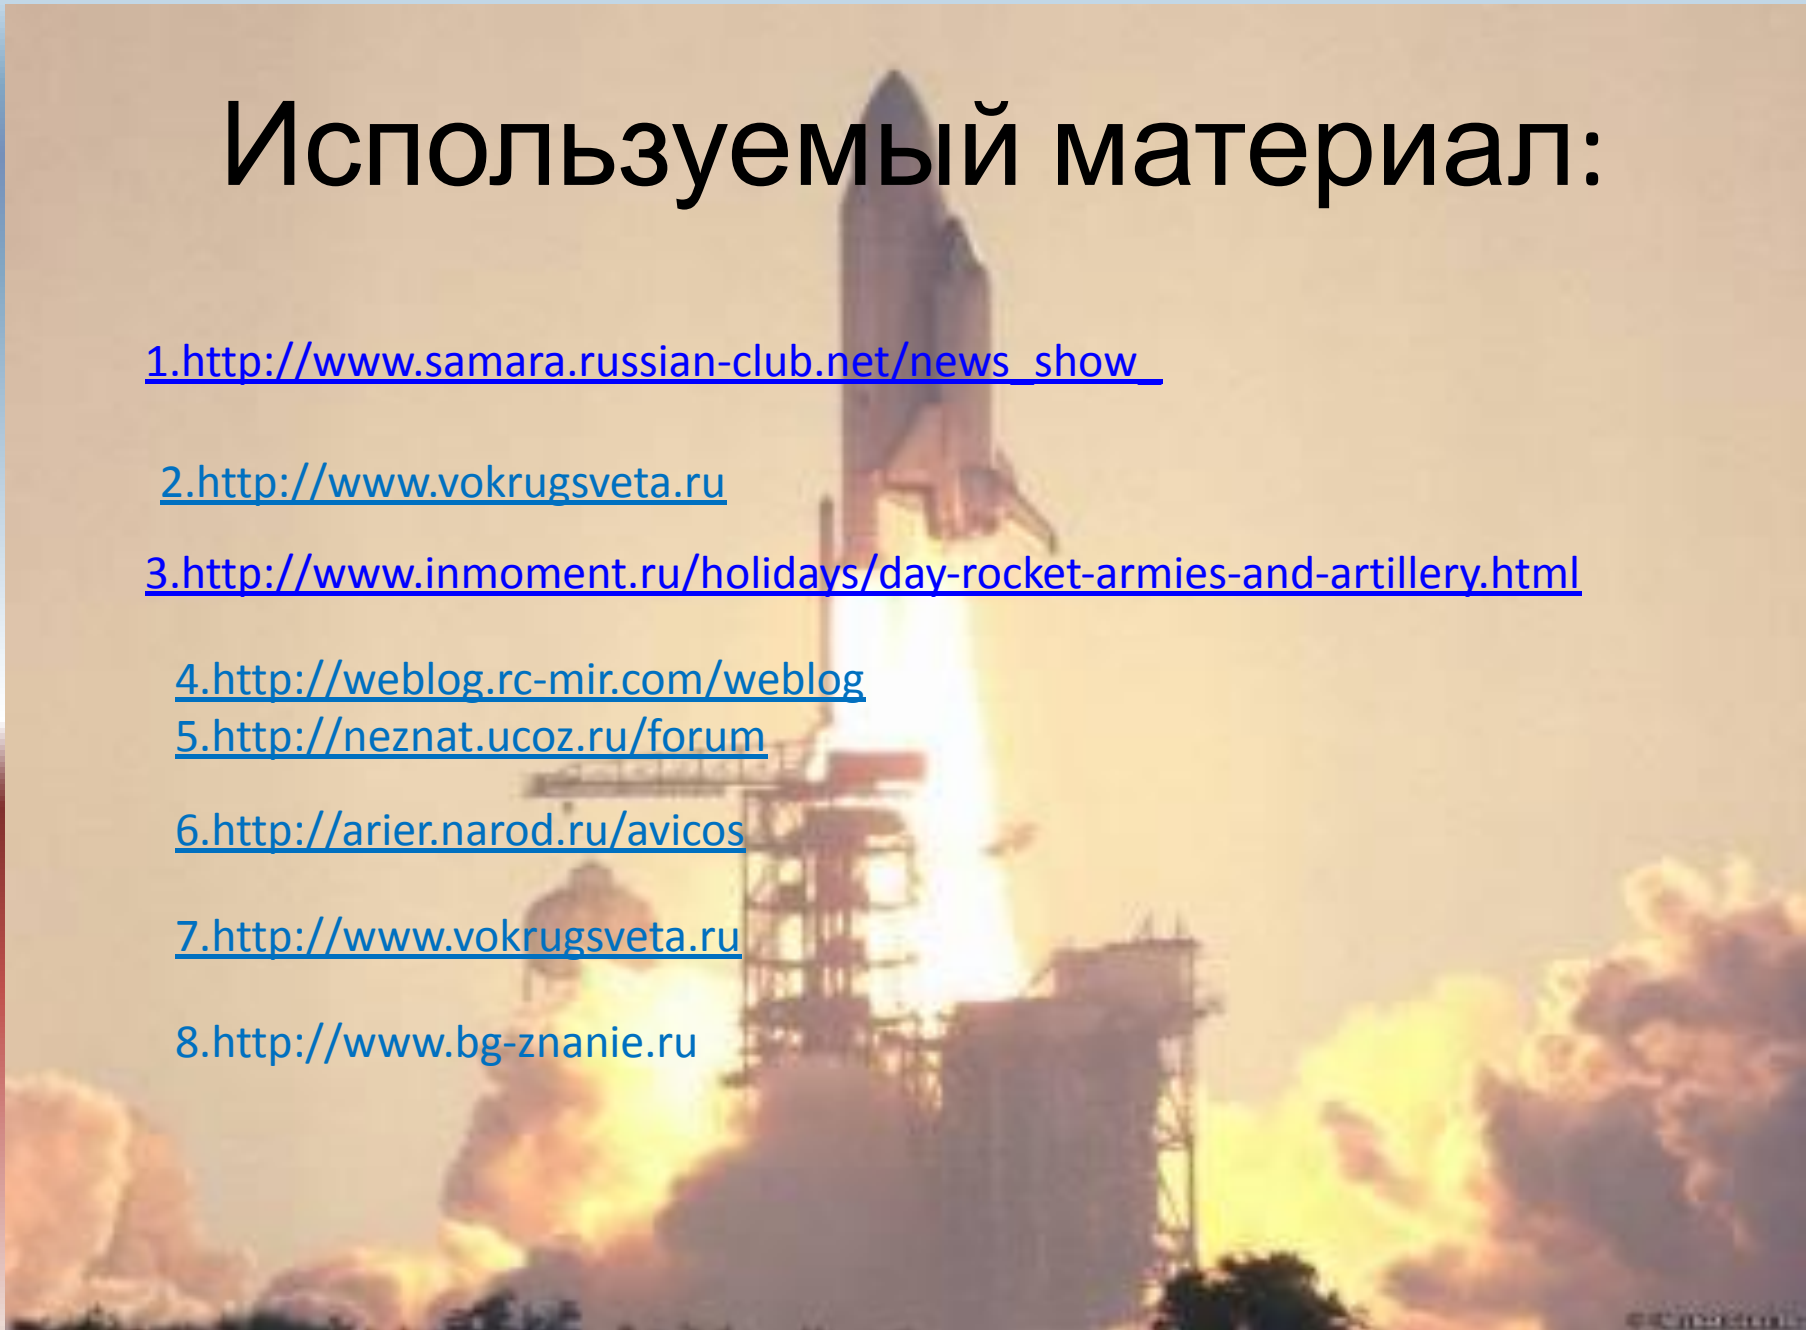 Используемый материал:
1.http://www.samara.russian-club.net/news_show_
2.http://www.vokrugsveta.ru
3.http://www.inmoment.ru/holidays/day-rocket-armies-and-artillery.html
4.http://weblog.rc-mir.com/weblog
5.http://neznat.ucoz.ru/forum
6.http://arier.narod.ru/avicos
7.http://www.vokrugsveta.ru
8.http://www.bg-znanie.ru